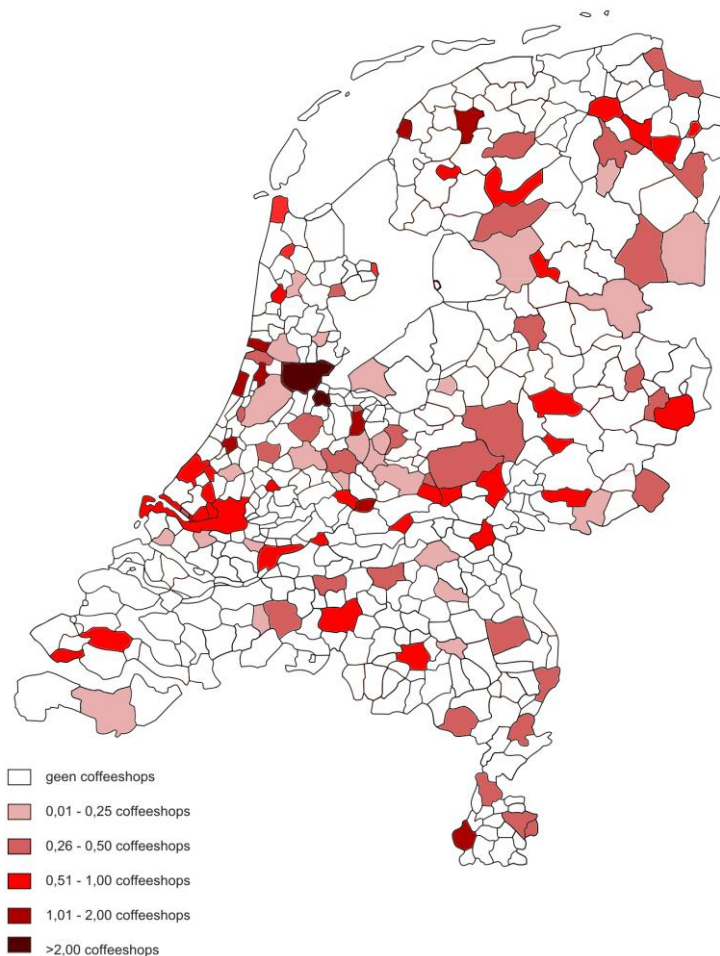 geen coffeeshops
0,01 - 0,25 coffeeshops
0,26 - 0,50 coffeeshops
0,51 - 1,00 coffeeshops
1,01 - 2,00 coffeeshops
>2,00 coffeeshops